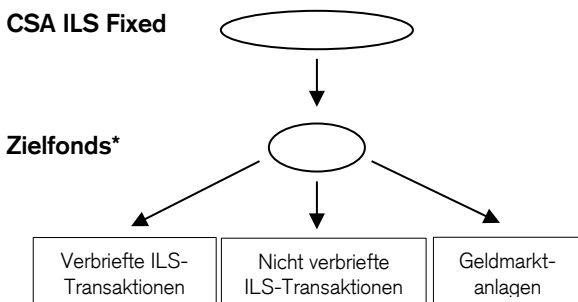 CSA ILS Fixed
Zielfonds*
Verbriefte ILS-
Transaktionen
Nicht verbriefte
ILS-Transaktionen
Geldmarkt-
anlagen